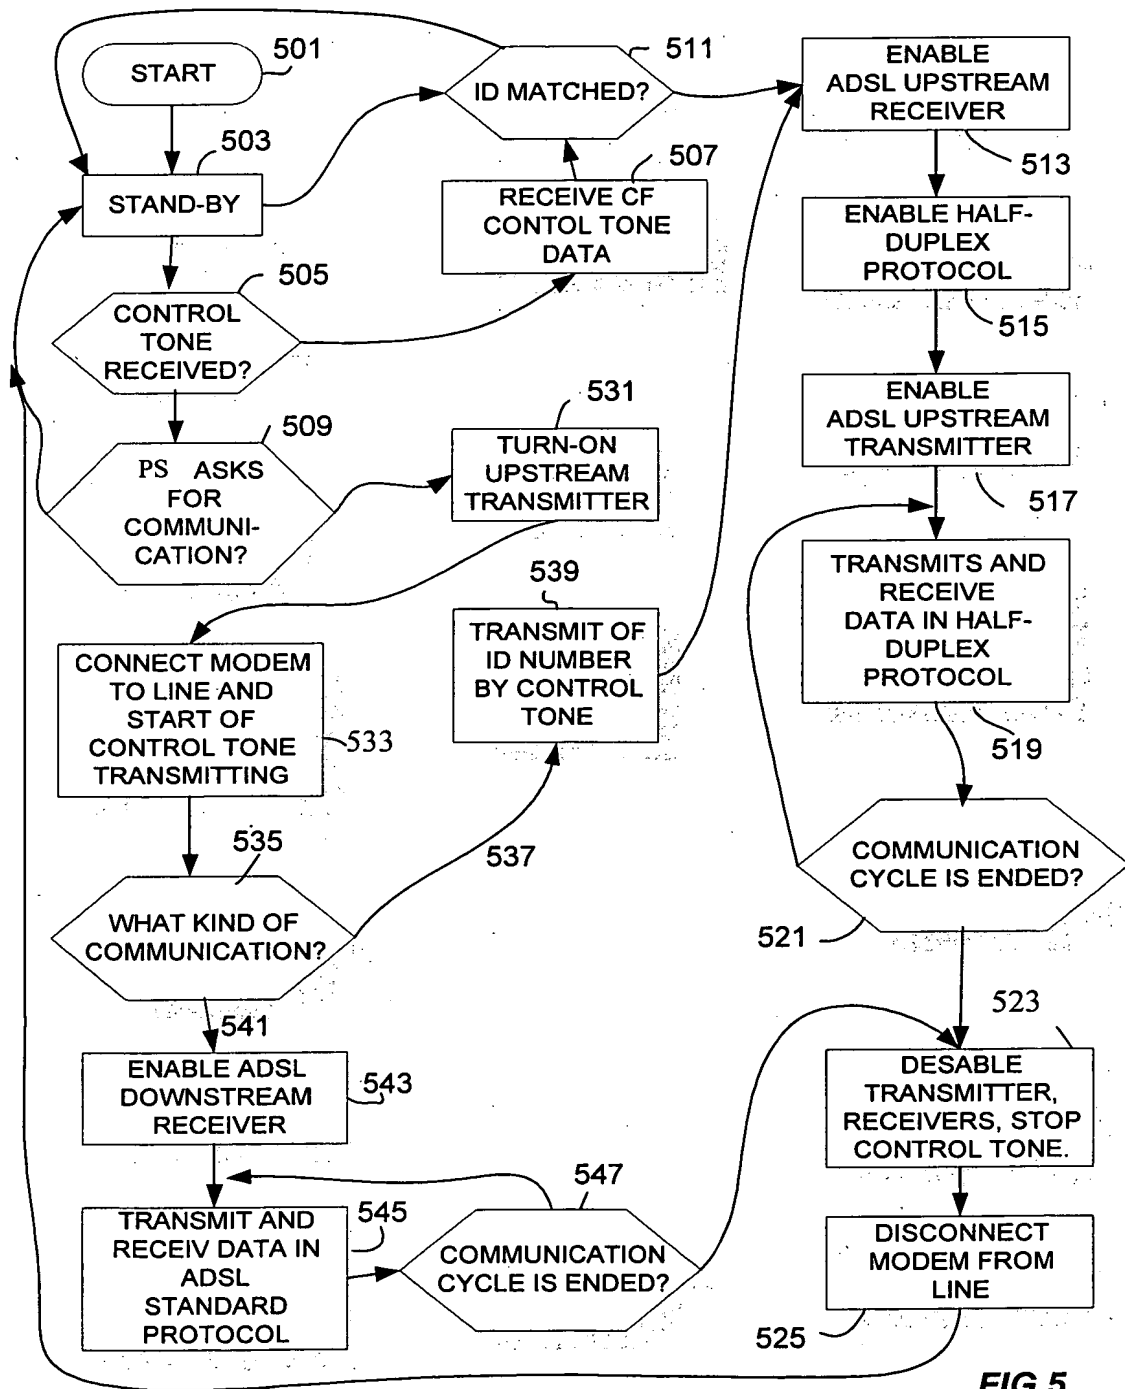 START
501
503
STAND-BY
505
CONTROL
TONE
RECEIVED?
509
PS ASKS
FOR
COMMUNI-
CATION?
511
ID MATCHED?
507
RECEIVE CF
CONTOL TONE
DATA
531
TURN-ON
UPSTREAM
TRANSMITTER
CONNECT MODEM
TO LINE AND
START OF
CONTROL TONE
TRANSMITTING
533
535
WHAT KIND OF
COMMUNICATION?
537
539
TRANSMIT OF
ID NUMBER
BY CONTROL
TONE
541
ENABLE ADSL
DOWNSTREAM
RECEIVER
543
TRANSMIT AND
RECEIV DATA IN
ADSL
STANDARD
PROTOCOL
545
547
COMMUNICATION
CYCLE IS ENDED?
ENABLE
ADSL UPSTREAM
RECEIVER
513
ENABLE HALF-
DUPLEX
PROTOCOL
515
ENABLE
ADSL UPSTREAM
TRANSMITTER
517
TRANSMITS AND
RECEIVE
DATA IN HALF-
DUPLEX
PROTOCOL
519
COMMUNICATION
CYCLE IS ENDED?
521
523
DESABLE
TRANSMITTER,
RECEIVERS, STOP
CONTROL TONE.
DISCONNECT
MODEM FROM
LINE
525
FIG.5